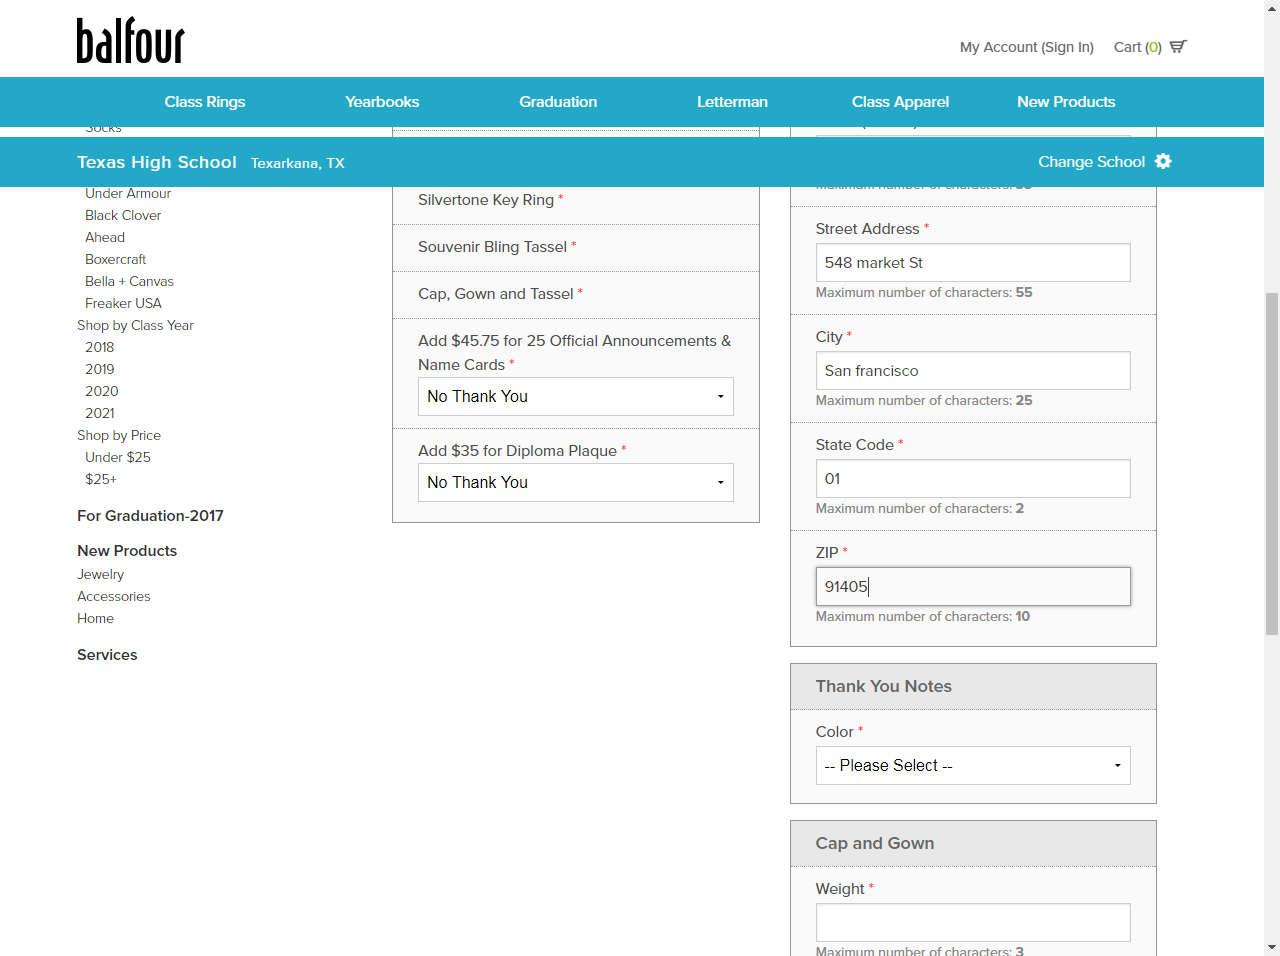 balfour
My Account (Sign In) Cart (0)
Class Rings Yearbooks Graduation Letterman Class Apparel New Products
Socks
Texas High School Texarkana, TX Change School
Under Armour
Black Clover
Ahead
Boxercraft
Bella + Canvas
Freaker USA
Shop by Class Year
2018
2019
2020
2021
Shop by Price
Under $25
$25+
For Graduation-2017
New Products
Jewelry
Accessories
Home
Services
Silvertone Key Ring *
Souvenir Bling Tassel *
Cap, Gown and Tassel *
Add $45.75 for 25 Official Announcements &
Name Cards *
No Thank You
Add $35 for Diploma Plaque *
No Thank You
Maximum number of characters:
Street Address *
548 market St
Maximum number of characters: 55
City *
San francisco
Maximum number of characters: 25
State Code *
01
Maximum number of characters: 2
ZIP *
91405
Maximum number of characters: 10
Thank You Notes
Color *
-- Please Select --
Cap and Gown
Weight *
Maximum number of characters: 3